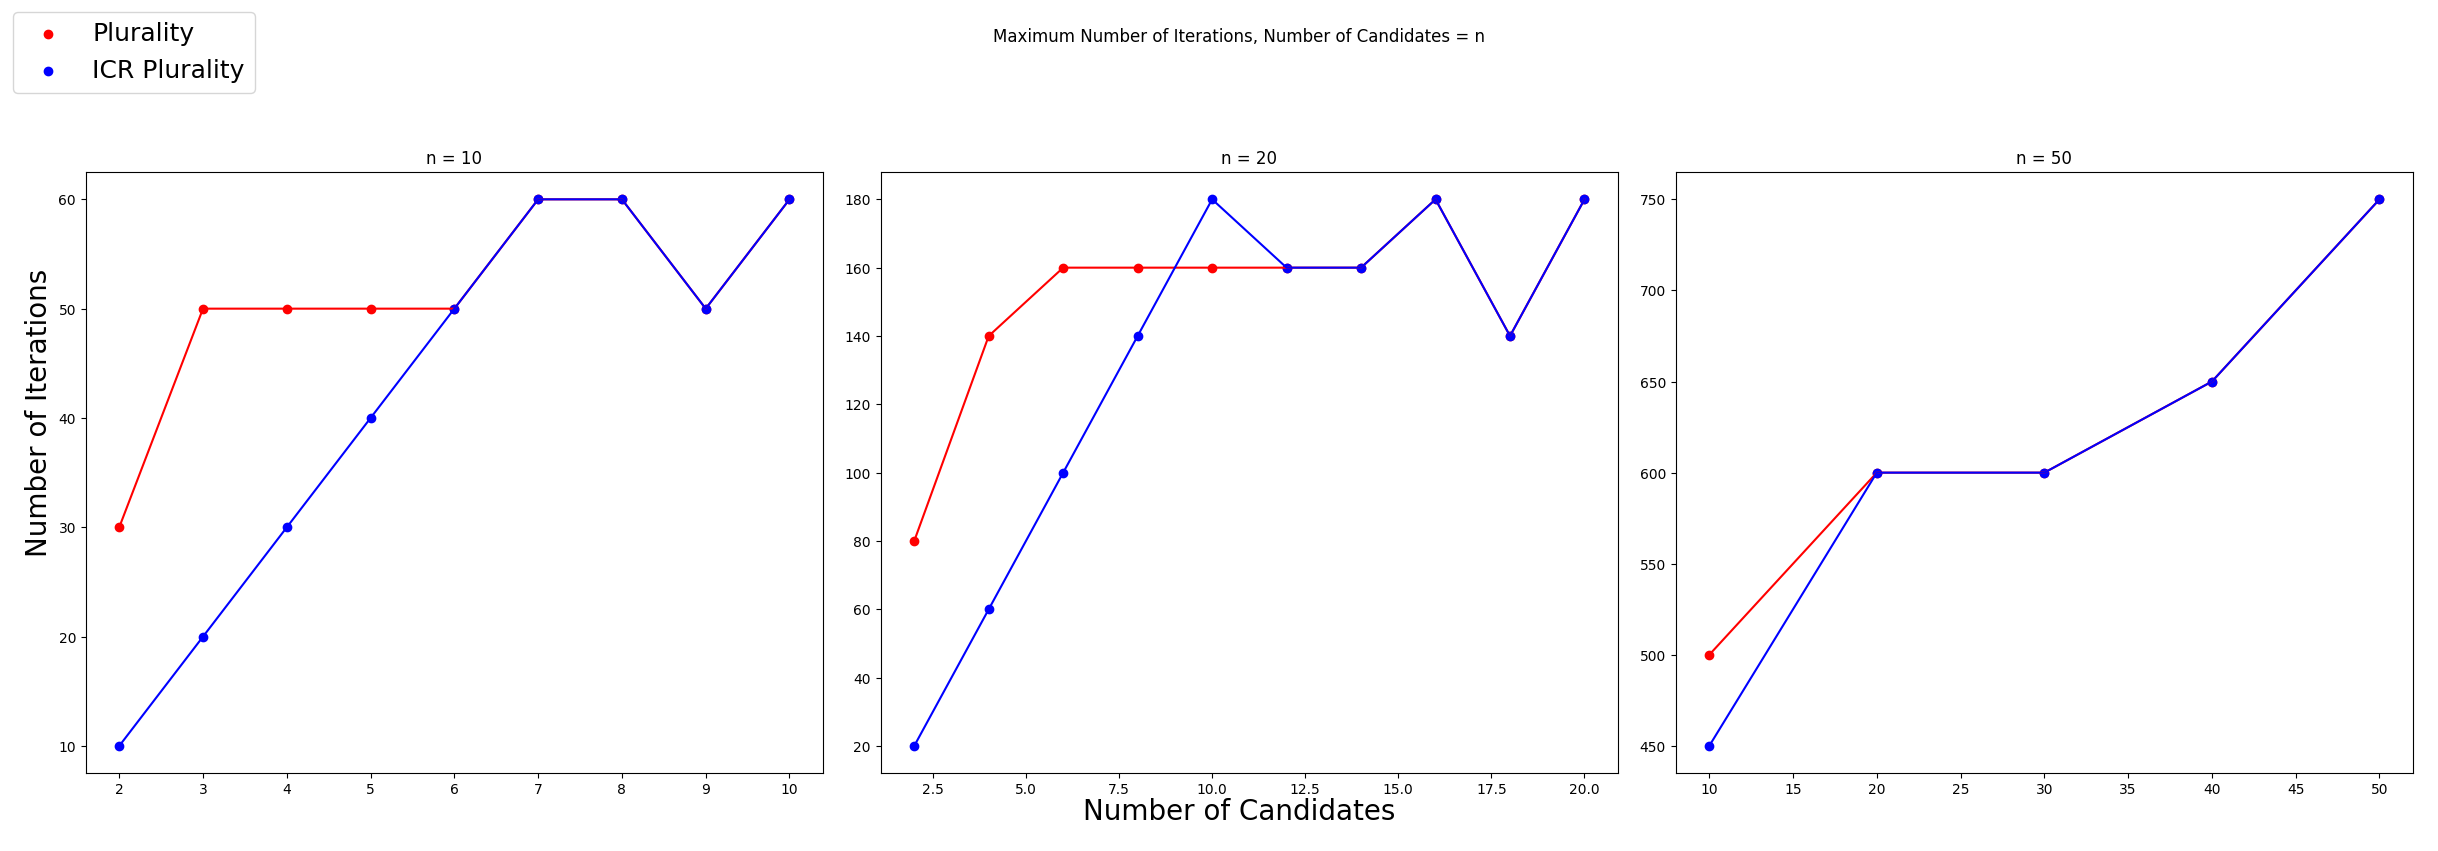 Plurality
ICR Plurality
Maximum Number of Iterations, Number of Candidates = n
n = 10
n = 20
n = 50
Number of Iterations
60
50
40
30
20
10
2 3 4 5 6 7 8 9 10
180
160
140
120
100
80
60
40
20
2.5 5.0 7.5 10.0 12.5 15.0 17.5 20.0
750
700
650
600
550
500
450
10 15 20 25 30 35 40 45 50
Number of Candidates